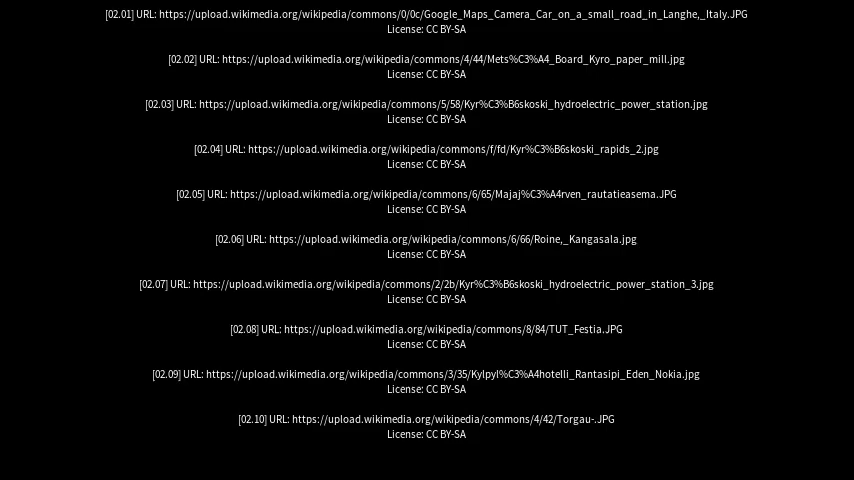 [02.01] URL: https://upload.wikimedia.org/wikipedia/commons/0/0c/Google_Maps_Camera_Car_on_a_small_road_in_Langhe,_Italy.JPG
License: CC BY-SA
[02.02] URL: https://upload.wikimedia.org/wikipedia/commons/4/44/Mets%C3%A4_Board_Kyro_paper_mill.jpg
License: CC BY-SA
[02.03] URL: https://upload.wikimedia.org/wikipedia/commons/5/58/Kyr%C3%B6skoski_hydroelectric_power_station.jpg
License: CC BY-SA
[02.04] URL: https://upload.wikimedia.org/wikipedia/commons/f/fd/Kyr%C3%B6skoski_rapids_2.jpg
License: CC BY-SA
[02.05] URL: https://upload.wikimedia.org/wikipedia/commons/6/65/Majaj%C3%A4rven_rautatieasema.JPG
License: CC BY-SA
[02.06] URL: https://upload.wikimedia.org/wikipedia/commons/6/66/Roine,_Kangasala.jpg
License: CC BY-SA
[02.07] URL: https://upload.wikimedia.org/wikipedia/commons/2/2b/Kyr%C3%B6skoski_hydroelectric_power_station_3.jpg
License: CC BY-SA
[02.08] URL: https://upload.wikimedia.org/wikipedia/commons/8/84/TUT_Festia.JPG
License: CC BY-SA
[02.09] URL: https://upload.wikimedia.org/wikipedia/commons/3/35/Kylpyl%C3%A4hotelli_Rantasipi_Eden_Nokia.jpg
License: CC BY-SA
[02.10] URL: https://upload.wikimedia.org/wikipedia/commons/4/42/Torgau-.JPG
License: CC BY-SA